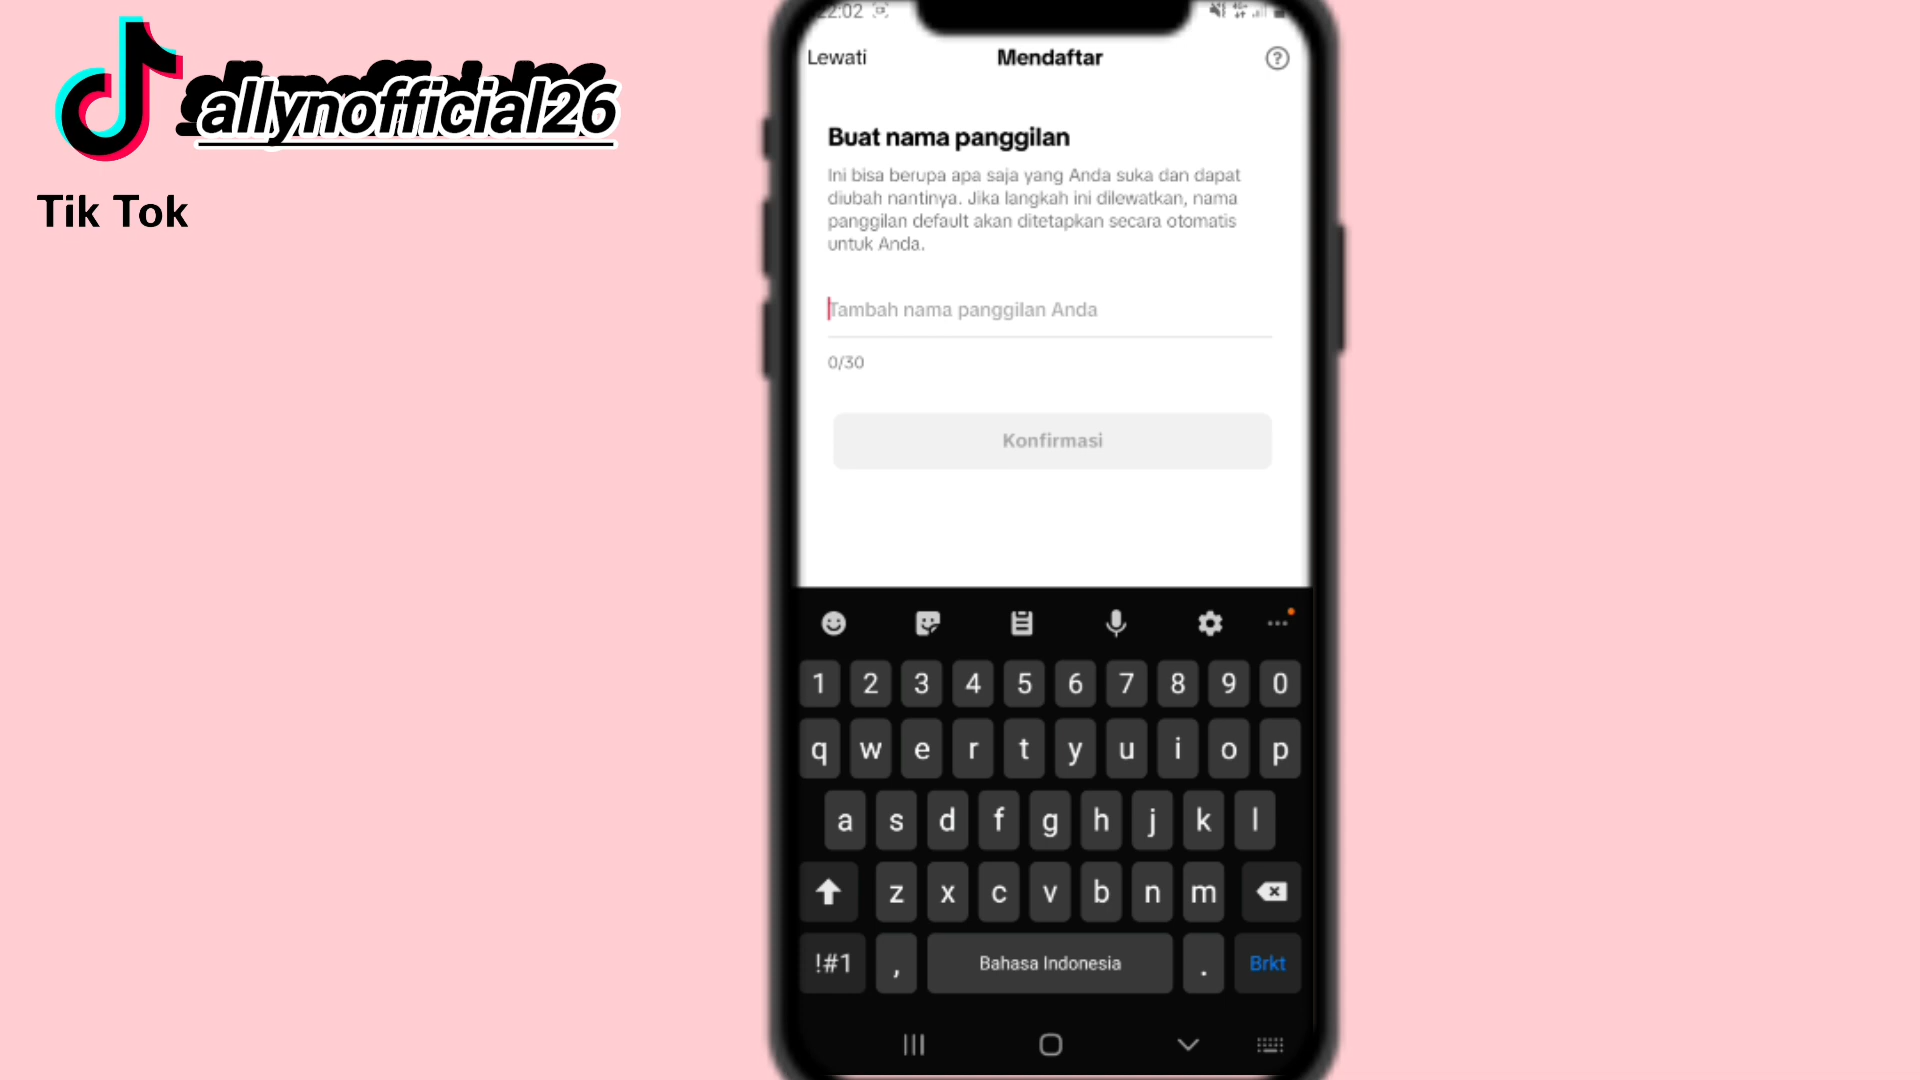 allynofficial26
Tik Tok
22:02
Lewati
Mendaftar
?
Buat nama panggilan
Ini bisa berupa apa saja yang Anda suka dan dapat
diubah nantinya. Jika langkah ini dilewatkan, nama
panggilan default akan ditetapkan secara otomatis
untuk Anda.
Tambah nama panggilan Anda
0/30
Konfirmasi
1 2 3 4 5 6 7 8 9 0
q w e r t y u i o p
a s d f g h j k l
z x c v b n m
!#1 , Bahasa Indonesia . Brkt